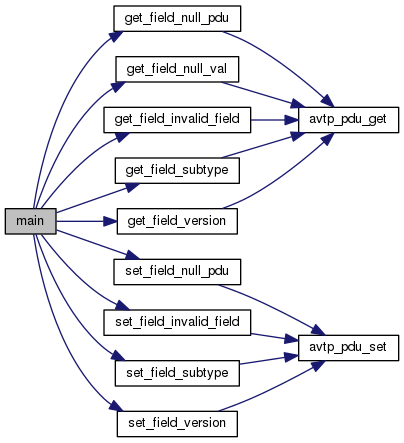 get_field_null_pdu
get_field_null_val
get_field_invalid_field
avtp_pdu_get
get_field_subtype
main
get_field_version
set_field_null_pdu
set_field_invalid_field
avtp_pdu_set
set_field_subtype
set_field_version